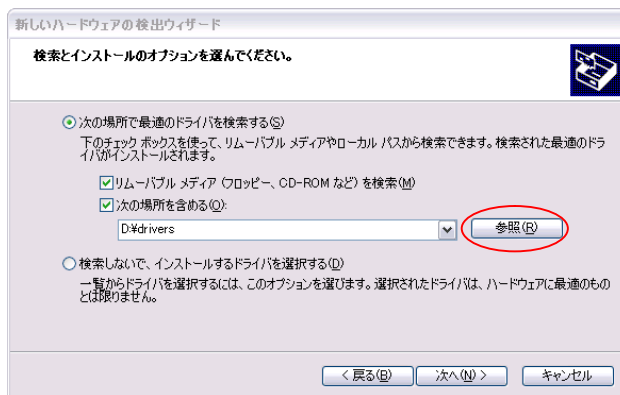 新しいハードウェアの検出ウィザード
検索とインストールのオプションを選んでください。
次の場所で最適のドライバを検索する(S)
下のチェック ボックスを使って、リムーバブル メディアやローカル パスから検索できます。検索された最適のドラ
イバがインストールされます。
リムーバブル メディア (フロッピー、CD-ROM など) を検索(M)
次の場所を含める(O):
D:¥drivers
参照(R)
検索しないで、インストールするドライバを選択する(D)
一覧からドライバを選択するには、このオプションを選びます。選択されたドライバは、ハードウェアに最適のもの
とは限りません。
< 戻る(B)
次へ(N) >
キャンセル